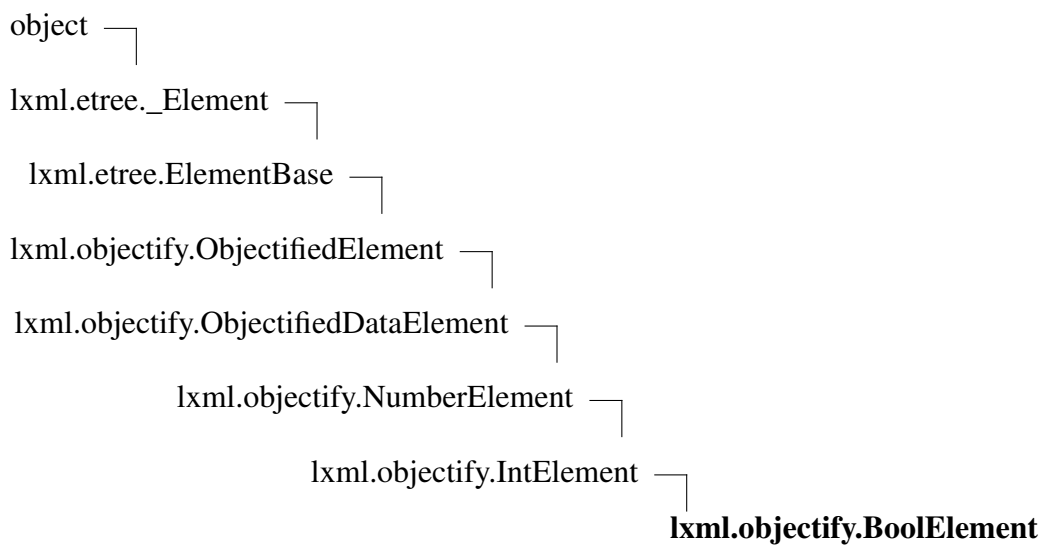 object
lxml.etree._Element
lxml.etree.ElementBase
lxml.objectify.ObjectifiedElement
lxml.objectify.ObjectifiedDataElement
lxml.objectify.NumberElement
lxml.objectify.IntElement
lxml.objectify.BoolElement